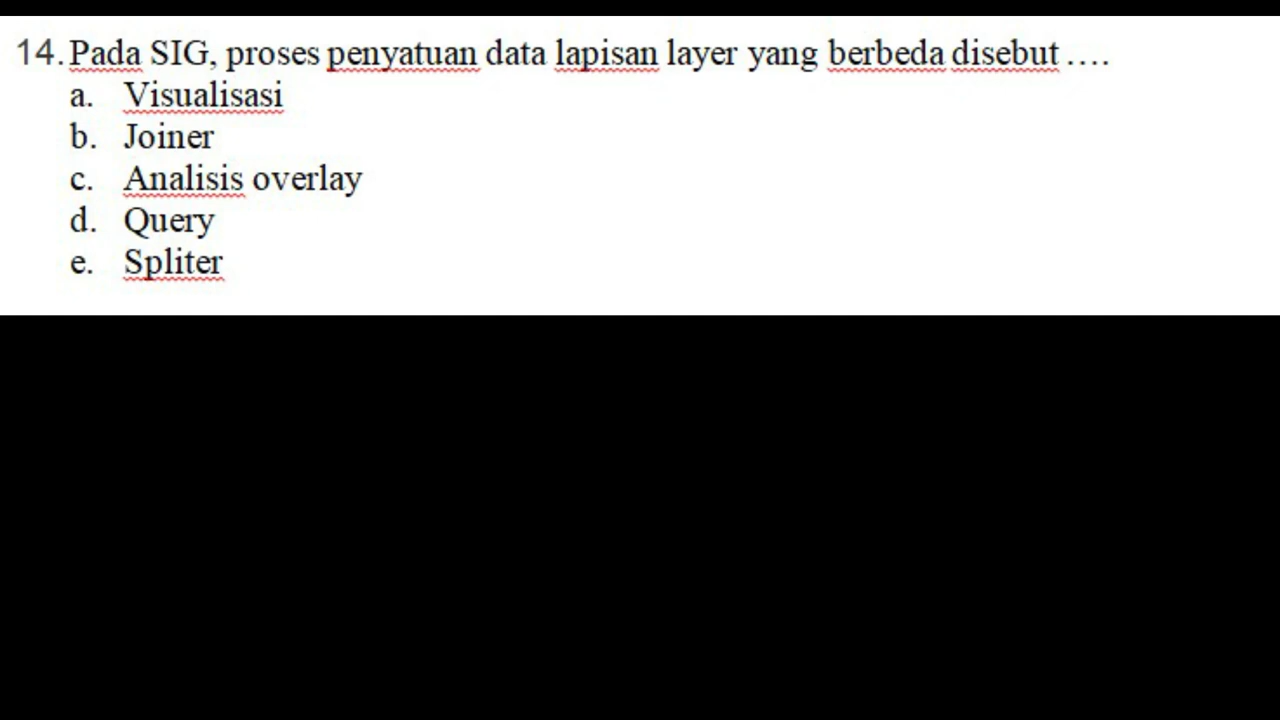 14. Pada SIG, proses penyatuan data lapisan layer yang berbeda disebut ....
a. Visualisasi
b. Joiner
c. Analisis overlay
d. Query
e. Spliter